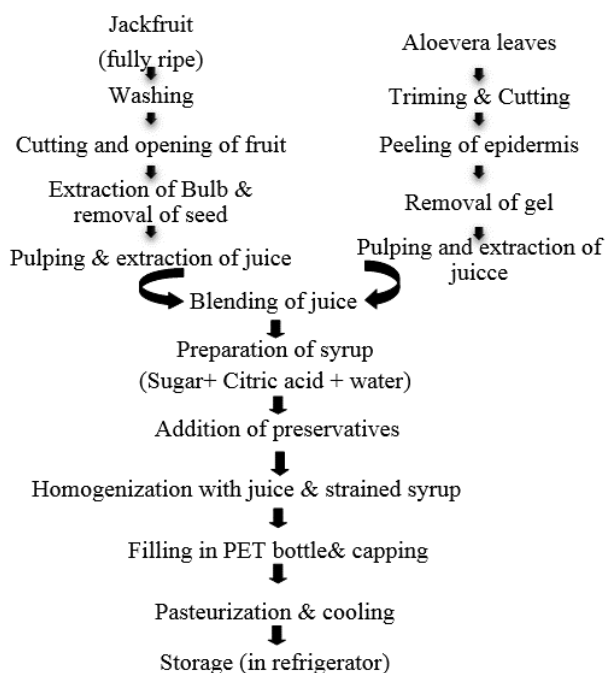 Jackfruit
(fully ripe)
Washing
Cutting and opening of fruit
Extraction of Bulb &
removal of seed
Pulping & extraction of juice
Aloevera leaves
Triming & Cutting
Peeling of epidermis
Removal of gel
Pulping and extraction of
juicce
Blending of juice
Preparation of syrup
(Sugar+ Citric acid + water)
Addition of preservatives
Homogenization with juice & strained syrup
Filling in PET bottle& capping
Pasteurization & cooling
Storage (in refrigerator)